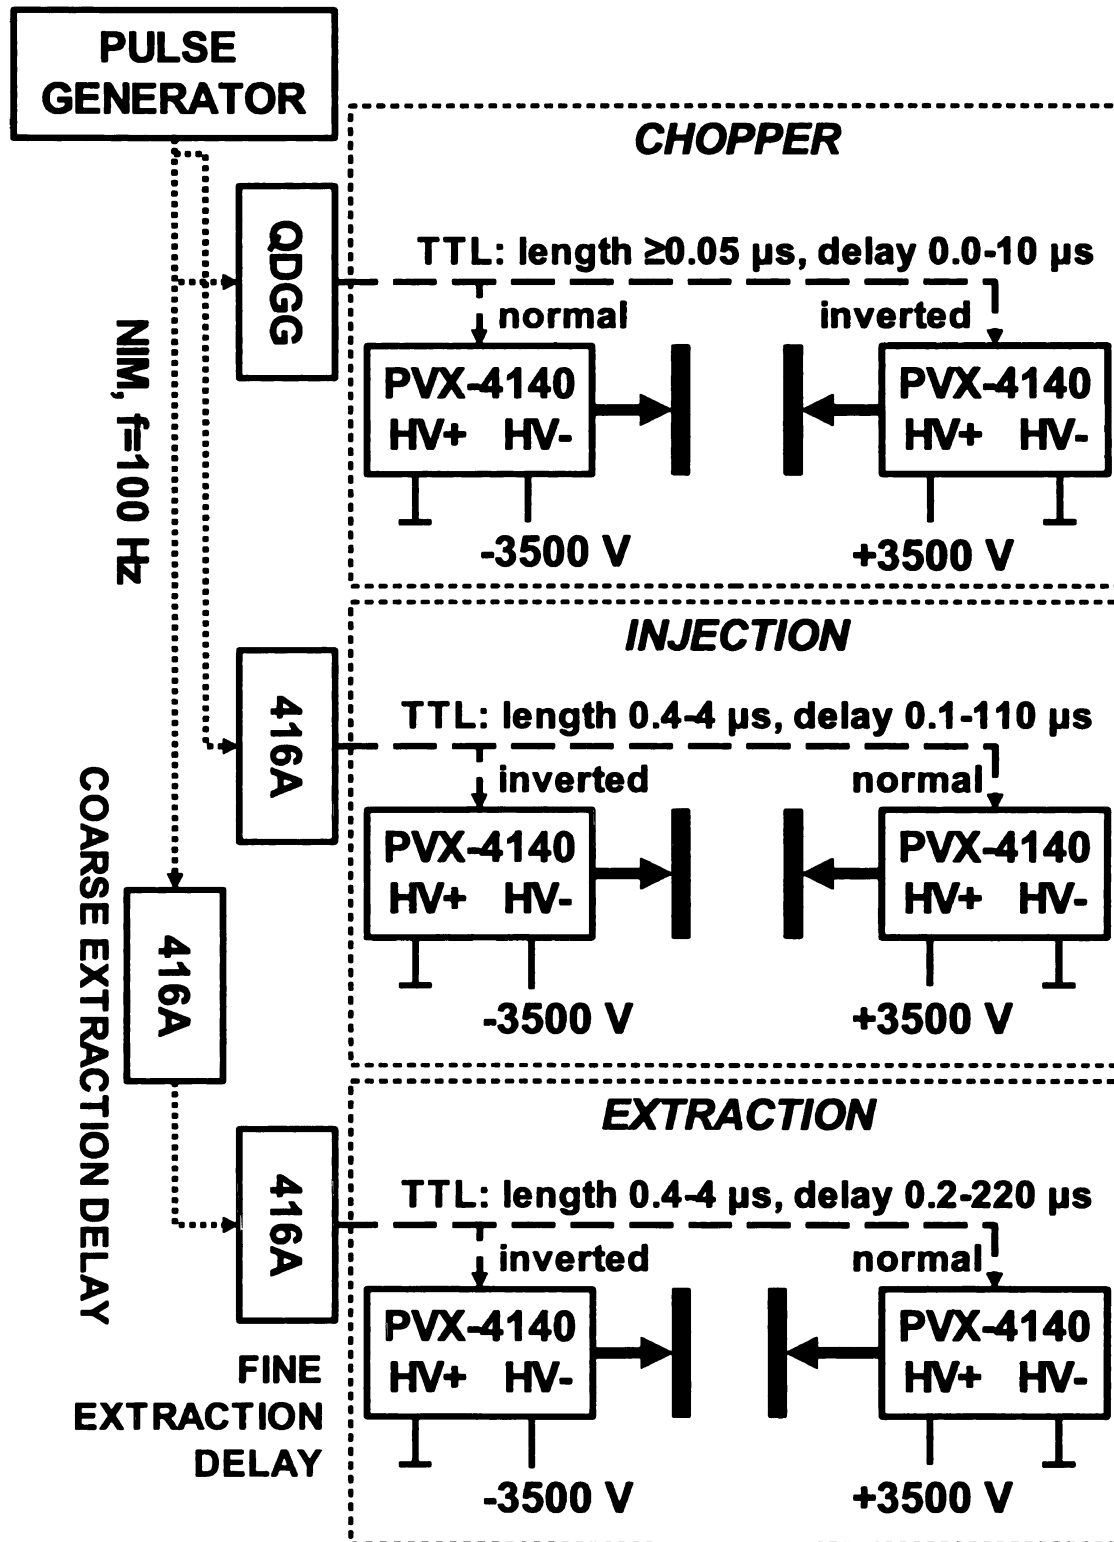 PULSE
GENERATOR
CHOPPER
QDGG
TTL: length ≥0.05 µs, delay 0.0-10 µs
normal
inverted
PVX-4140
HV+ HV-
PVX-4140
HV+ HV-
-3500 V
+3500 V
NIM, f=100 Hz
INJECTION
416A
TTL: length 0.4-4 µs, delay 0.1-110 µs
inverted
normal
PVX-4140
HV+ HV-
PVX-4140
HV+ HV-
-3500 V
+3500 V
COARSE EXTRACTION DELAY
416A
EXTRACTION
416A
TTL: length 0.4-4 µs, delay 0.2-220 µs
inverted
normal
PVX-4140
HV+ HV-
PVX-4140
HV+ HV-
-3500 V
+3500 V
FINE
EXTRACTION
DELAY